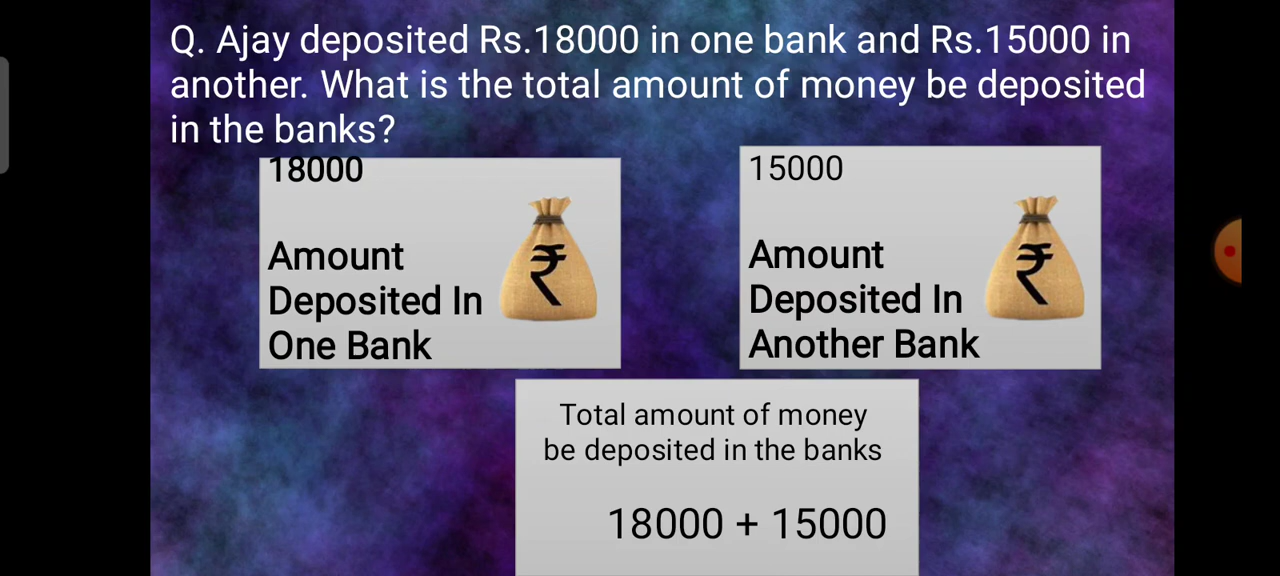 Q. Ajay deposited Rs.18000 in one bank and Rs.15000 in
another. What is the total amount of money be deposited
in the banks?
18000
Amount
Deposited In
One Bank
₹
15000
Amount
Deposited In
Another Bank
₹
Total amount of money
be deposited in the banks
18000 + 15000